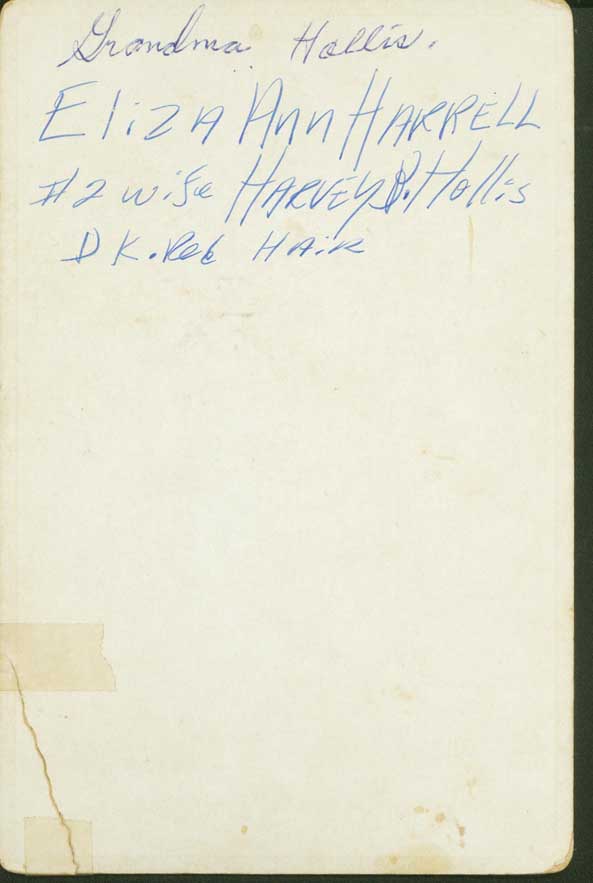 Grandma Hollis.
Eliza Ann HARRELL
#2 wife HARVEY B. Hollis
DK. Red HAiR